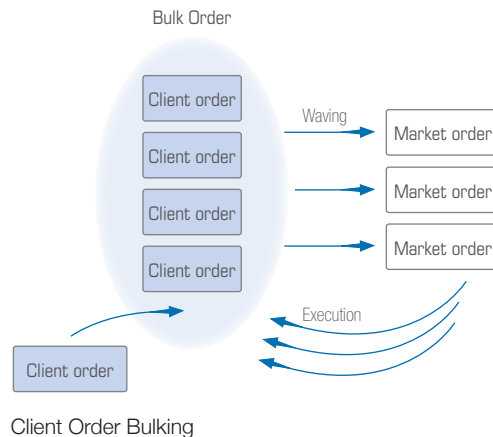 Bulk Order
Client order
Waving
Market order
Client order
Market order
Client order
Market order
Client order
Execution
Client order
Client Order Bulking